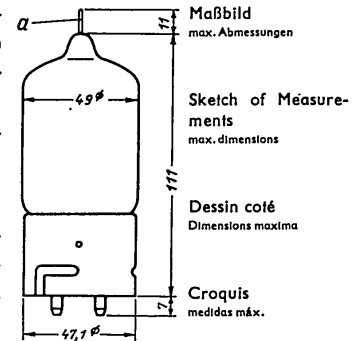 a
11
Maßbild
max. Abmessungen
49 ø
Sketch of Measure-
ments
max. dimensions
111
Dessin coté
Dimensions maxima
Croquis
medidas máx.
7
47,1 ø